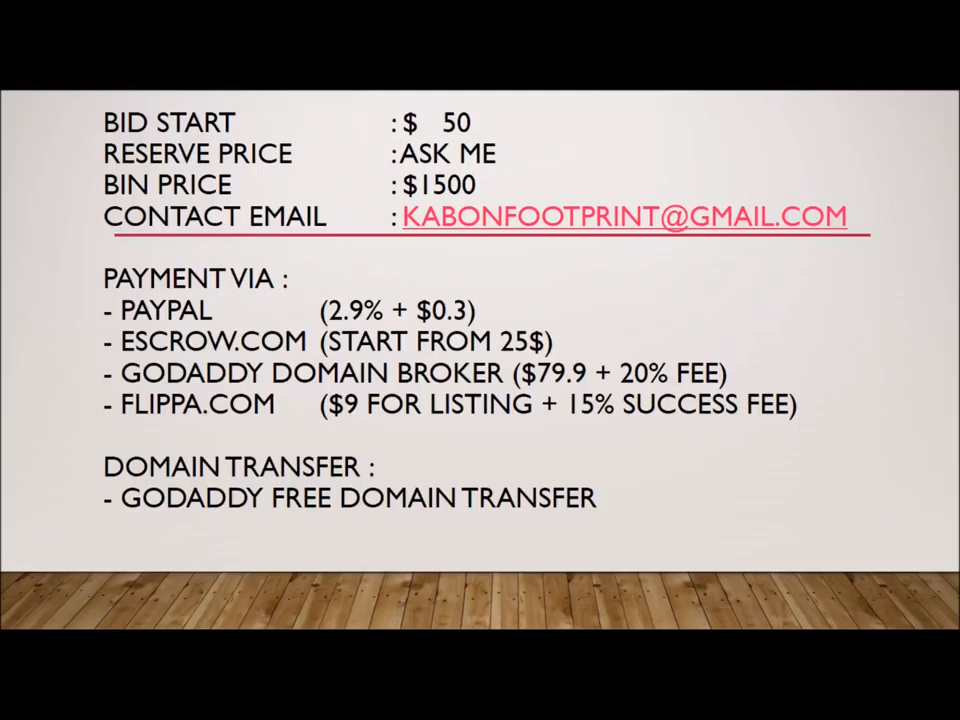 BID START : $ 50
RESERVE PRICE : ASK ME
BIN PRICE : $1500
CONTACT EMAIL : KABONFOOTPRINT@GMAIL.COM
PAYMENT VIA :
- PAYPAL (2.9% + $0.3)
- ESCROW.COM (START FROM 25$)
- GODADDY DOMAIN BROKER ($79.9 + 20% FEE)
- FLIPPA.COM ($9 FOR LISTING + 15% SUCCESS FEE)
DOMAIN TRANSFER :
- GODADDY FREE DOMAIN TRANSFER